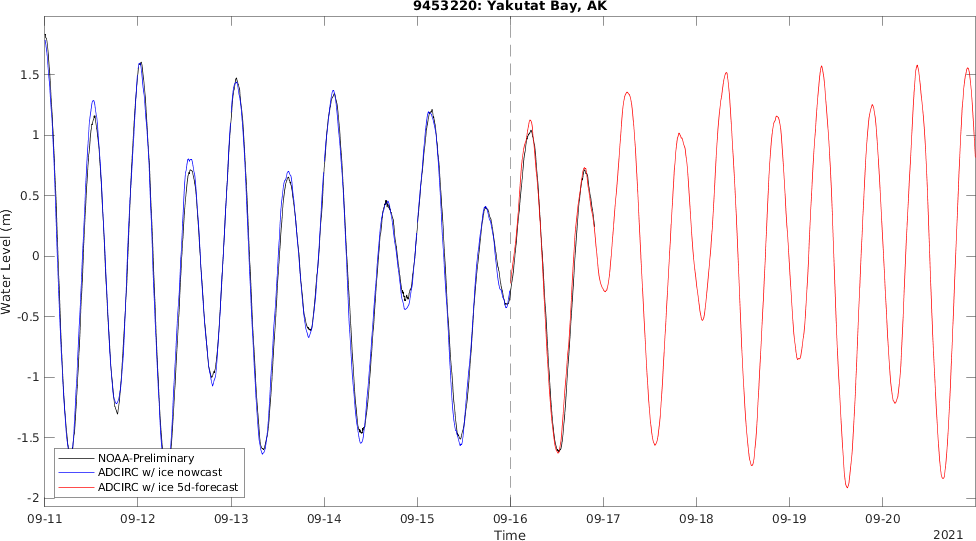 9453220: Yakutat Bay, AK
Water Level (m)
1.5
1
0.5
0
-0.5
-1
-1.5
-2
NOAA-Preliminary
ADCIRC w/ ice nowcast
ADCIRC w/ ice 5d-forecast
09-11 09-12 09-13 09-14 09-15 09-16 09-17 09-18 09-19 09-20
Time
2021